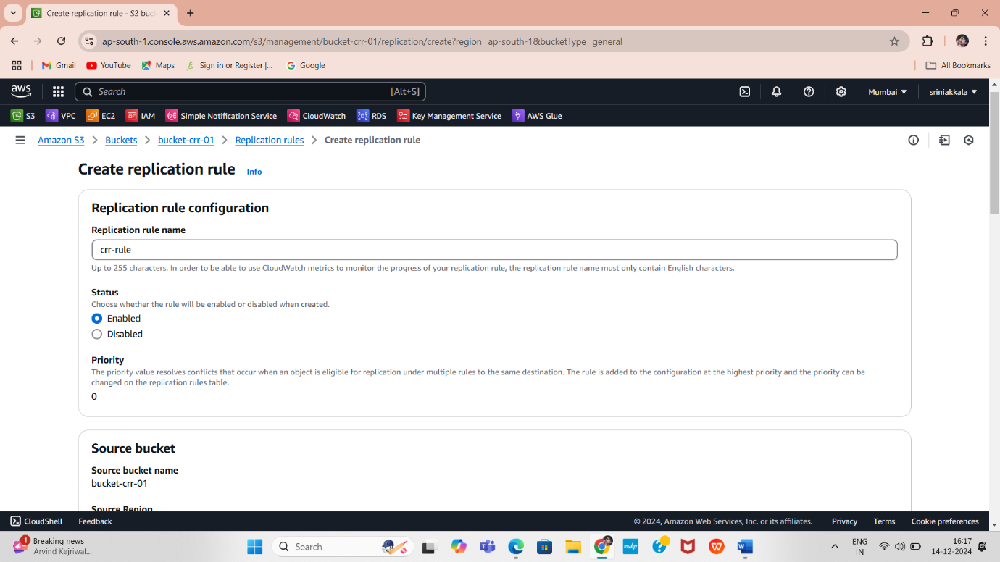 Create replication rule - S3 buc
ap-south-1.console.aws.amazon.com/s3/management/bucket-crr-01/replication/create?region=ap-south-1&bucketType=general
Gmail YouTube Maps Sign in or Register |... Google All Bookmarks
aws Search [Alt+S] Mumbai sriniakkala
S3 VPC EC2 IAM Simple Notification Service CloudWatch RDS Key Management Service AWS Glue
Amazon S3 > Buckets > bucket-crr-01 > Replication rules > Create replication rule
Create replication rule Info
Replication rule configuration
Replication rule name
crr-rule
Up to 255 characters. In order to be able to use CloudWatch metrics to monitor the progress of your replication rule, the replication rule name must only contain English characters.
Status
Choose whether the rule will be enabled or disabled when created.
Enabled
Disabled
Priority
The priority value resolves conflicts that occur when an object is eligible for replication under multiple rules to the same destination. The rule is added to the configuration at the highest priority and the priority can be
changed on the replication rules table.
0
Source bucket
Source bucket name
bucket-crr-01
Source Region
CloudShell Feedback © 2024, Amazon Web Services, Inc. or its affiliates. Privacy Terms Cookie preferences
1 Breaking news
Arvind Kejriwal...
Search
ENG
IN
16:17
14-12-2024